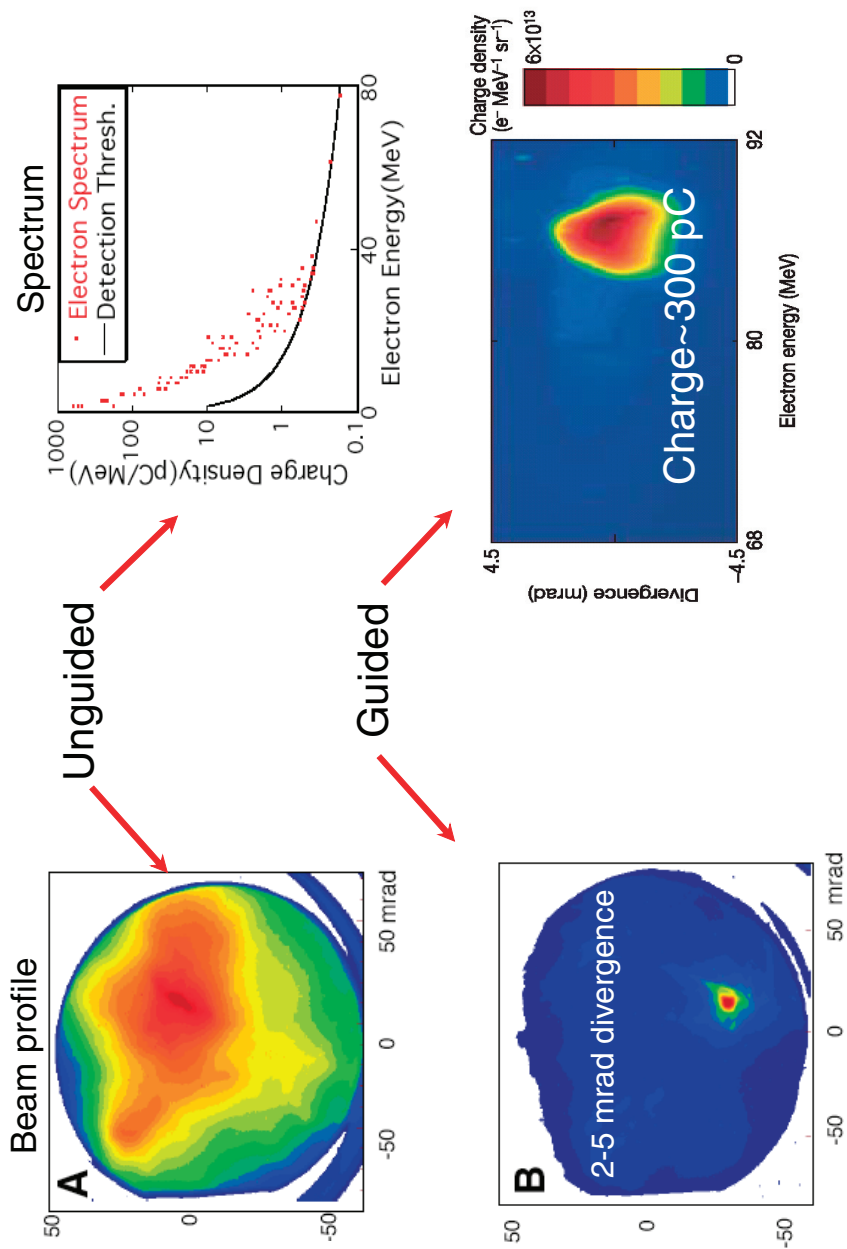 Beam profile
Spectrum
Unguided
Guided
A
50
0
-50
-50
0
50 mrad
Electron Spectrum
Detection Thresh.
Charge Density(pC/MeV)
1000
100
10
1
0.1
0
40
80
Electron Energy(MeV)
B
2-5 mrad divergence
50
0
-50
-50
0
50
mrad
Divergence (mrad)
4.5
-4.5
68
80
92
Electron energy (MeV)
Charge~300 pC
Charge density
(e⁻ MeV⁻¹ sr⁻¹)
6x10¹³
0